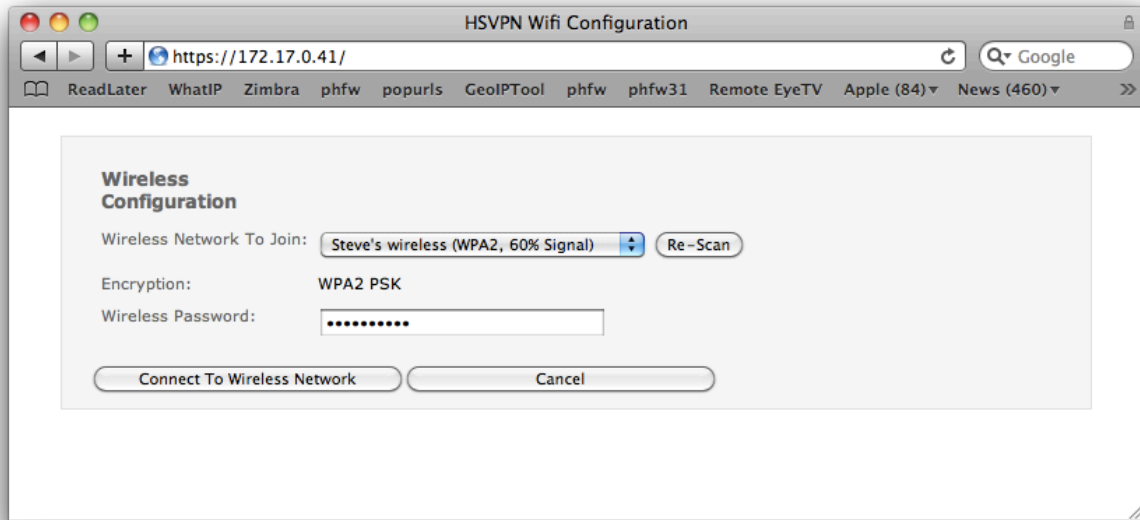 HSVPN Wifi Configuration
https://172.17.0.41/ Google
ReadLater WhatIP Zimbra phfw popurls GeoIPTool phfw phfw31 Remote EyeTV Apple (84) News (460) »
Wireless
Configuration
Wireless Network To Join: Steve's wireless (WPA2, 60% Signal) Re-Scan
Encryption: WPA2 PSK
Wireless Password: ••••••••••
Connect To Wireless Network Cancel